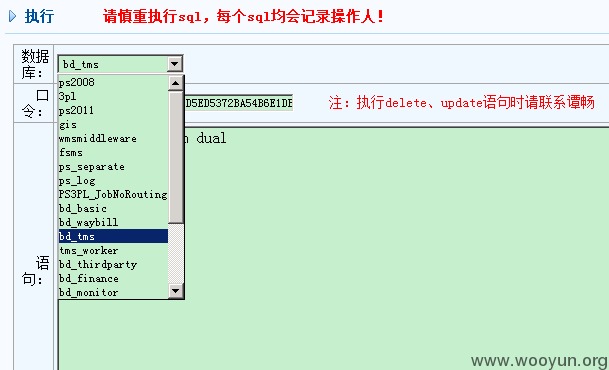 执行 请慎重执行sql，每个sql均会记录操作人！
数据库： bd_tms
ps2008
3pl
ps2011
gis
wmsmiddleware
fsms
ps_separate
ps_log
PS3PL_JobNoRouting
bd_basic
bd_waybill
bd_tms
tms_worker
bd_thirdparty
bd_finance
bd_monitor
口令： D5ED5372BA54B6E1DE 注：执行delete、update语句时请联系谭畅
语句： dual
www.wooyun.org